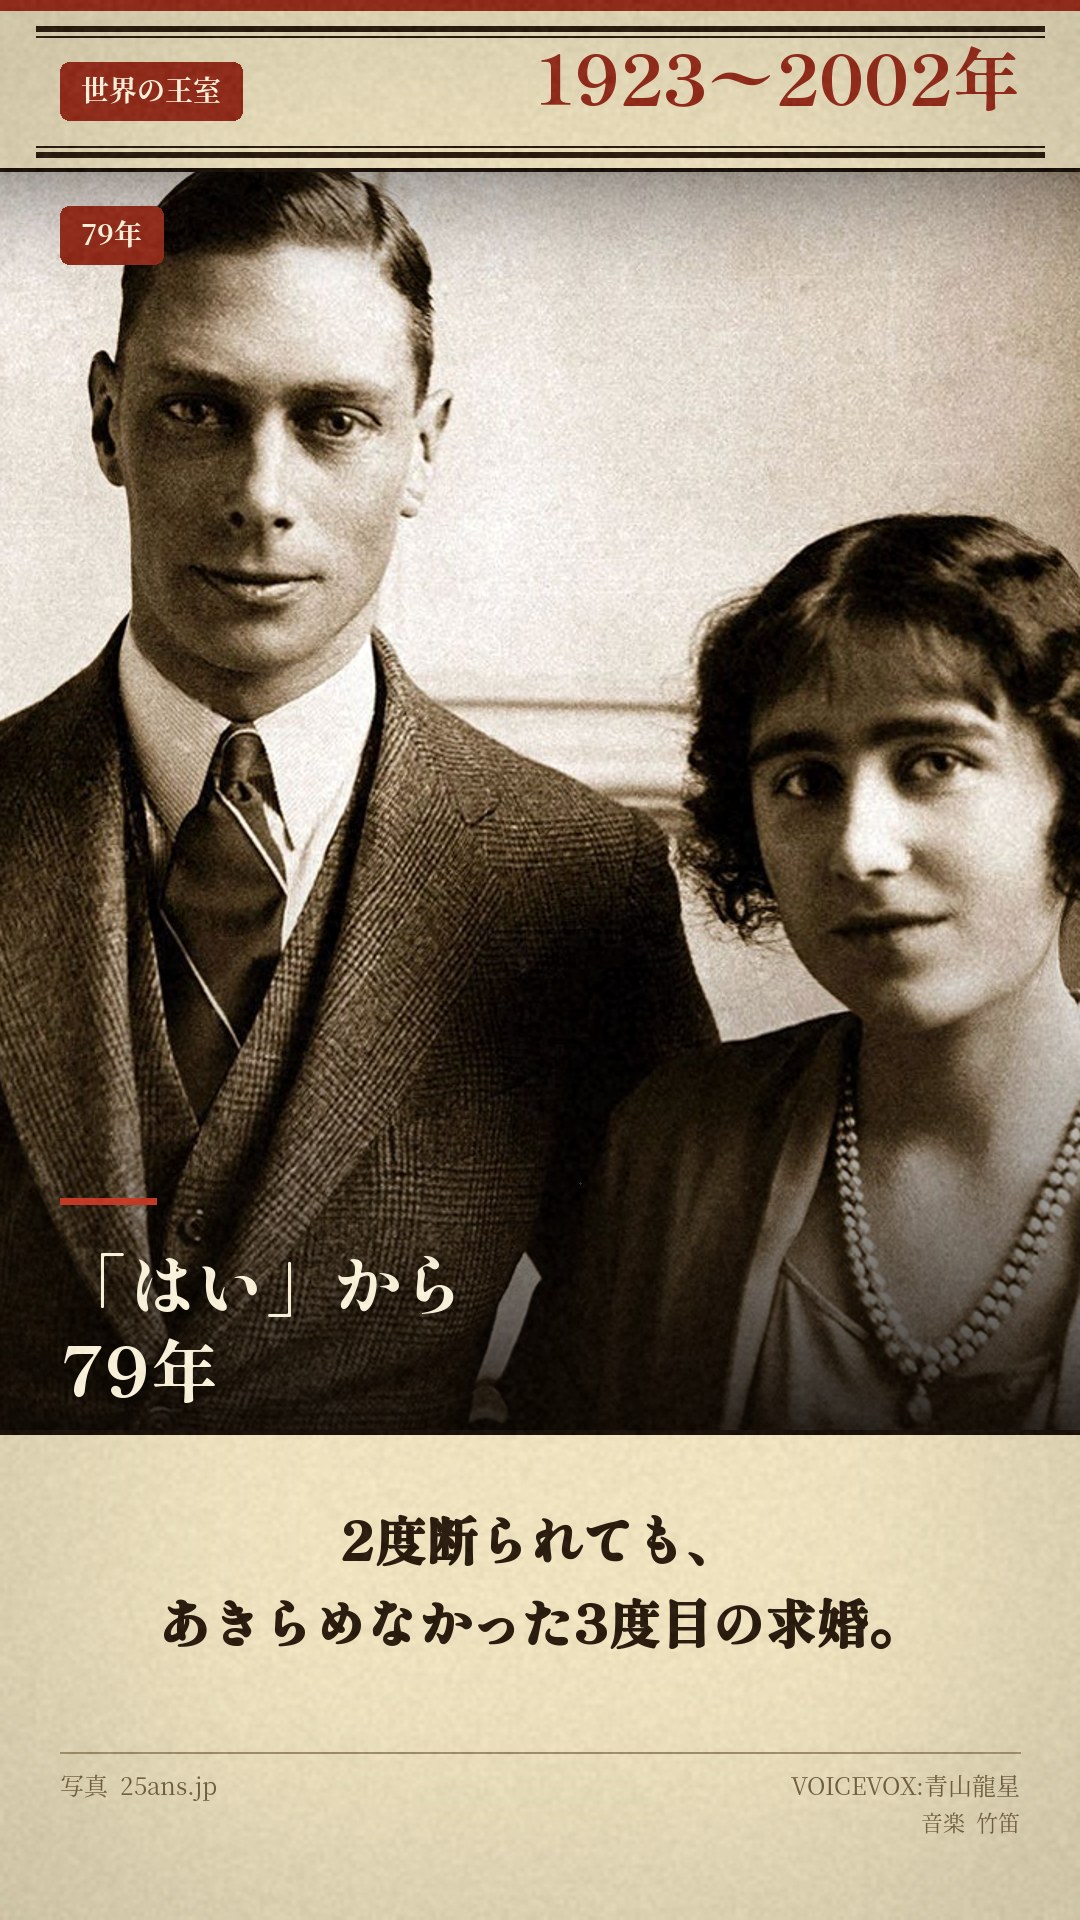 世界の王室
1923〜2002年
79年
「はい」から
79年
2度断られても、
あきらめなかった3度目の求婚。
写真 25ans.jp
VOICEVOX:青山龍星
音楽 竹笛